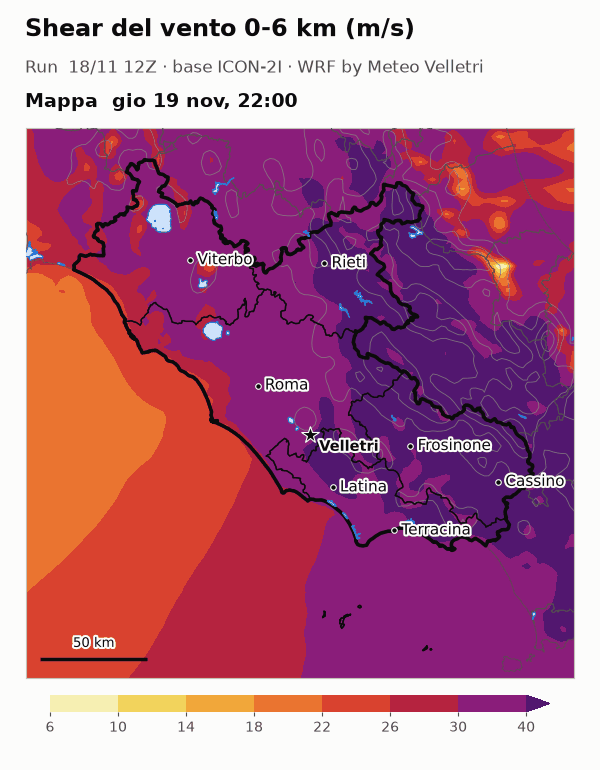 Shear del vento 0-6 km (m/s)
Run 18/11 12Z · base ICON-2I · WRF by Meteo Velletri
Mappa gio 19 nov, 22:00
Viterbo
Rieti
Roma
Velletri
Frosinone
Cassino
Latina
Terracina
50 km
6 10 14 18 22 26 30 40